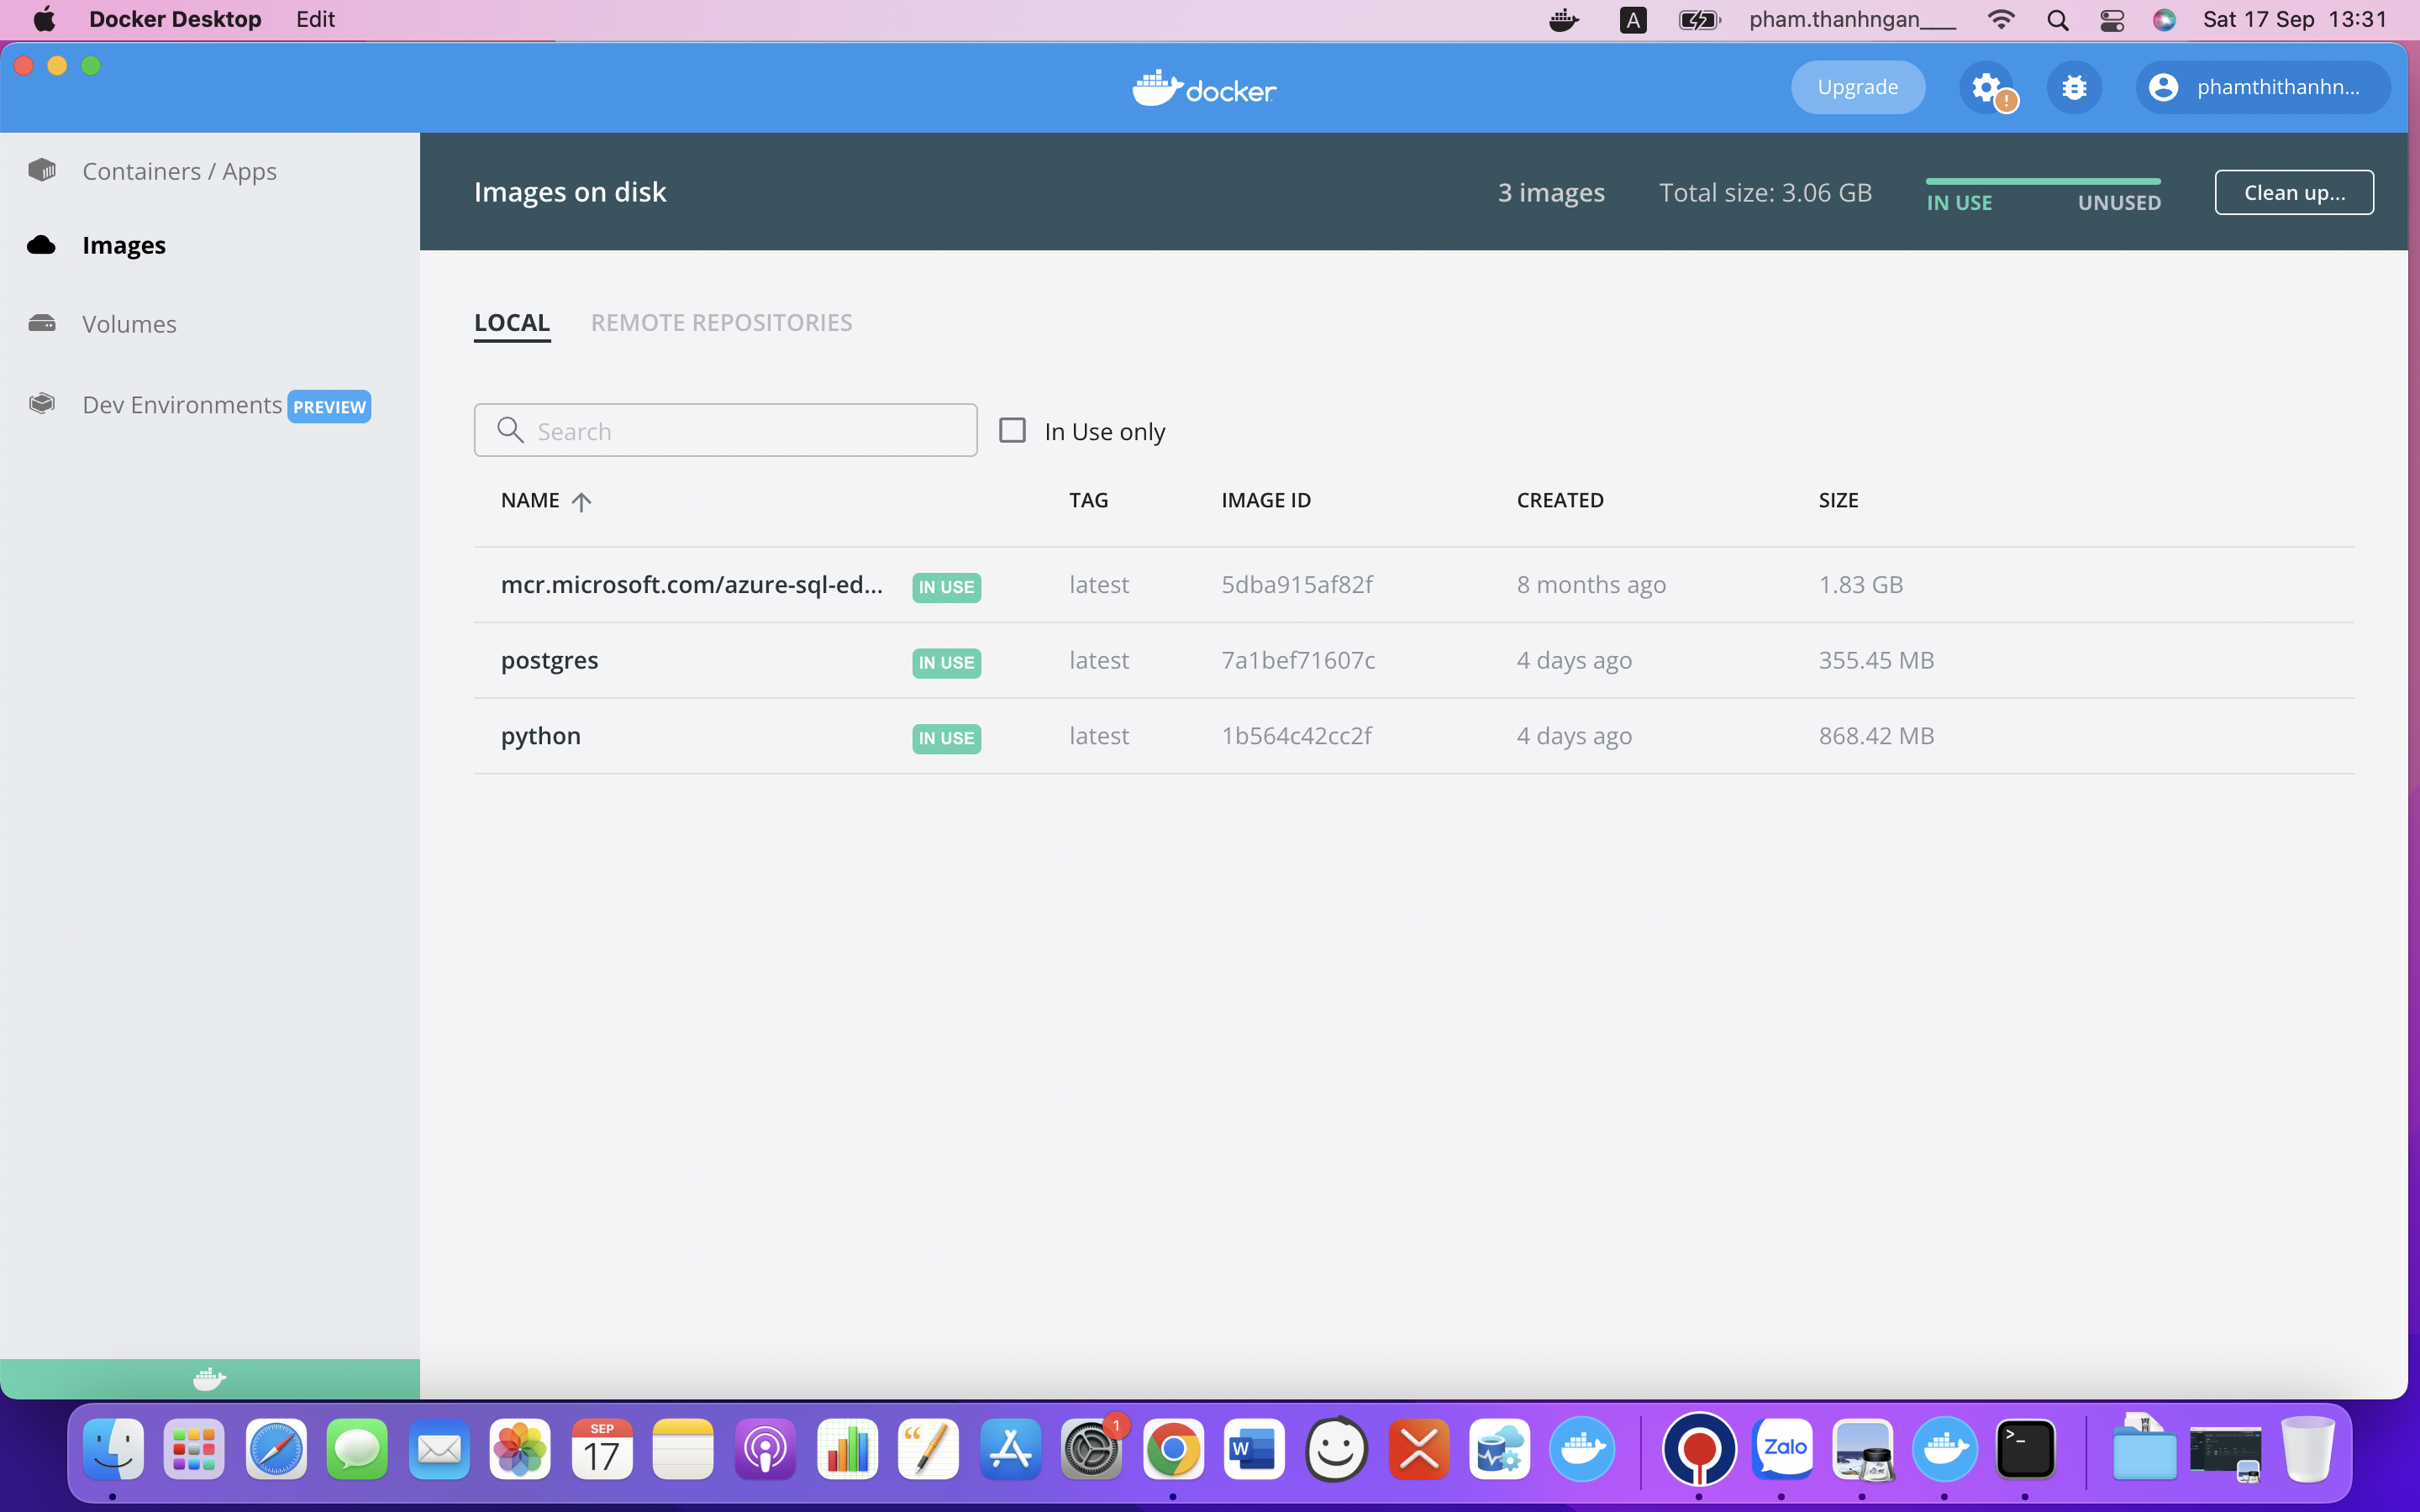 Docker Desktop Edit A pham.thanhngan___ Sat 17 Sep 13:31
docker Upgrade ! phamthithanhn...
Containers / Apps
Images
Volumes
Dev Environments PREVIEW
Images on disk 3 images Total size: 3.06 GB IN USE UNUSED Clean up...
LOCAL REMOTE REPOSITORIES
Search In Use only
NAME TAG IMAGE ID CREATED SIZE
mcr.microsoft.com/azure-sql-ed... IN USE latest 5dba915af82f 8 months ago 1.83 GB
postgres IN USE latest 7a1bef71607c 4 days ago 355.45 MB
python IN USE latest 1b564c42cc2f 4 days ago 868.42 MB
SEP
17 1 W Zalo >_